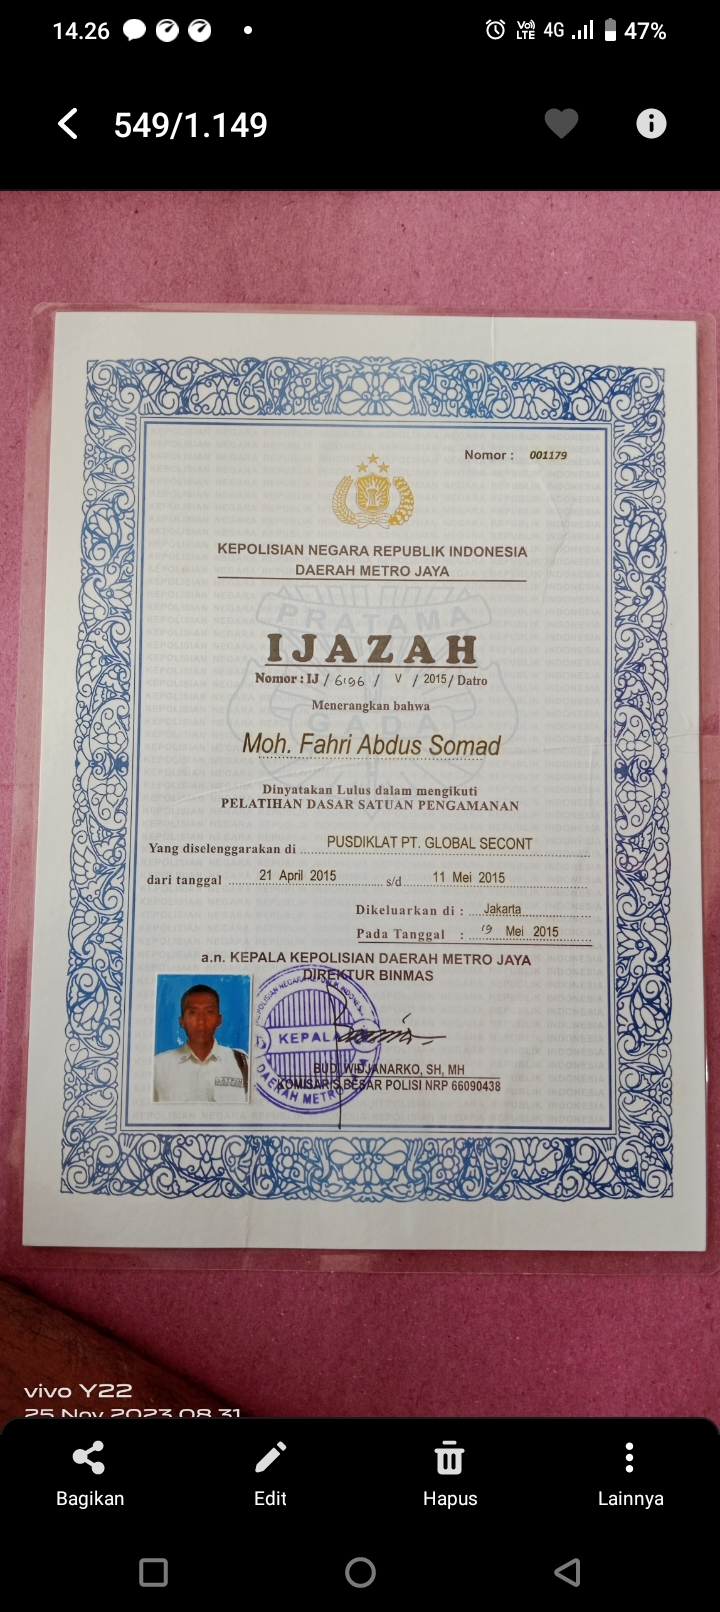 14.26
Vo)) LTE 4G 47%
549/1.149
Nomor : 001179
KEPOLISIAN NEGARA REPUBLIK INDONESIA
DAERAH METRO JAYA
PRATAMA
IJAZAH
Nomor : IJ / 6196 / V / 2015 / Datro
Menerangkan bahwa
GADA
Moh. Fahri Abdus Somad
Dinyatakan Lulus dalam mengikuti
PELATIHAN DASAR SATUAN PENGAMANAN
Yang diselenggarakan di PUSDIKLAT PT. GLOBAL SECONT
dari tanggal 21 April 2015 s/d 11 Mei 2015
Dikeluarkan di : Jakarta
Pada Tanggal : 19 Mei 2015
a.n. KEPALA KEPOLISIAN DAERAH METRO JAYA
DIREKTUR BINMAS
KEPOLISIAN NEGARA REPUBLIK INDONESIA
KEPALA
DAERAH METRO
BUDI WIDJANARKO, SH, MH
KOMISARIS BESAR POLISI NRP 66090438
vivo Y22
25 Nov 2023 08.31
Bagikan
Edit
Hapus
Lainnya